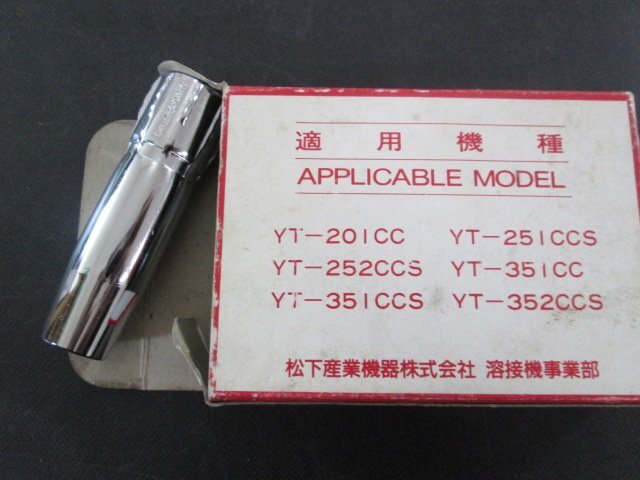 適用機種
APPLICABLE MODEL
YT-201CC YT-251CCS
YT-252CCS YT-351CC
YT-351CCS YT-352CCS
松下産業機器株式会社 溶接機事業部